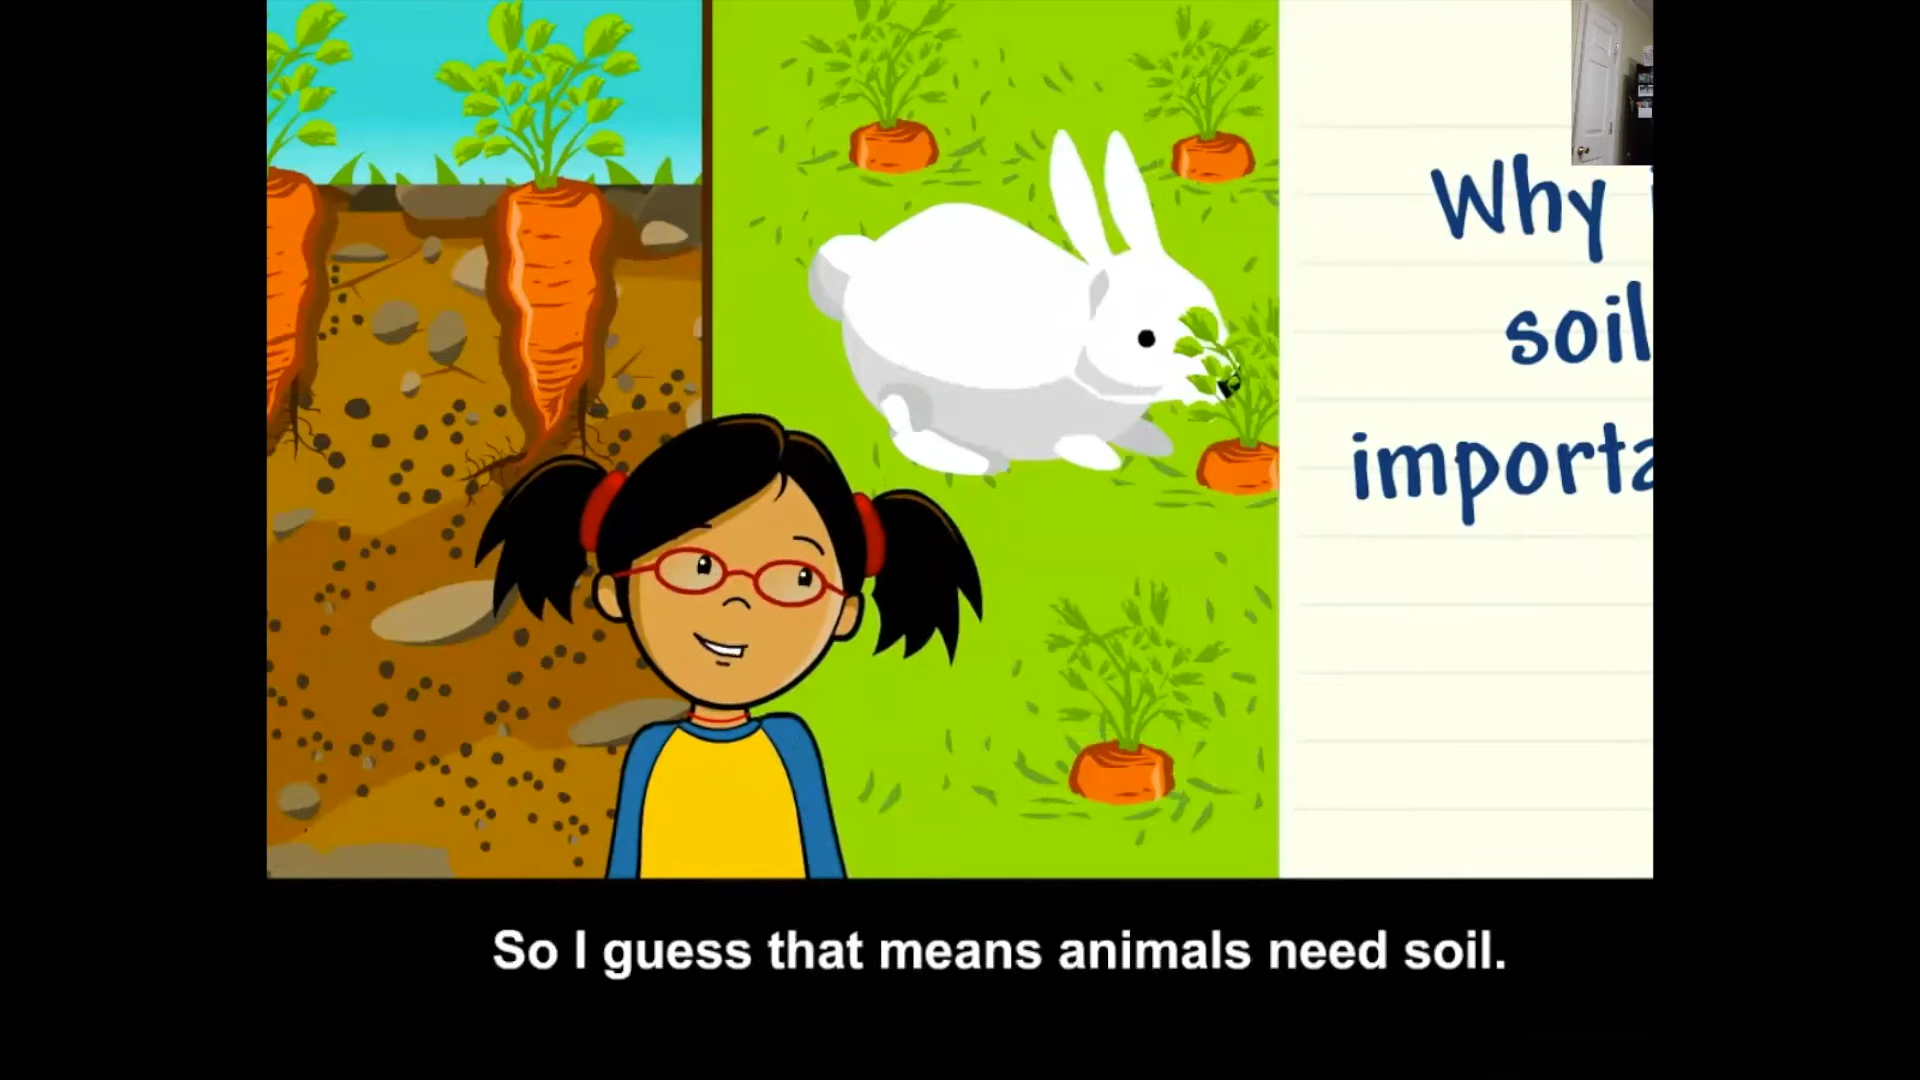 Why
soil
importa
So I guess that means animals need soil.